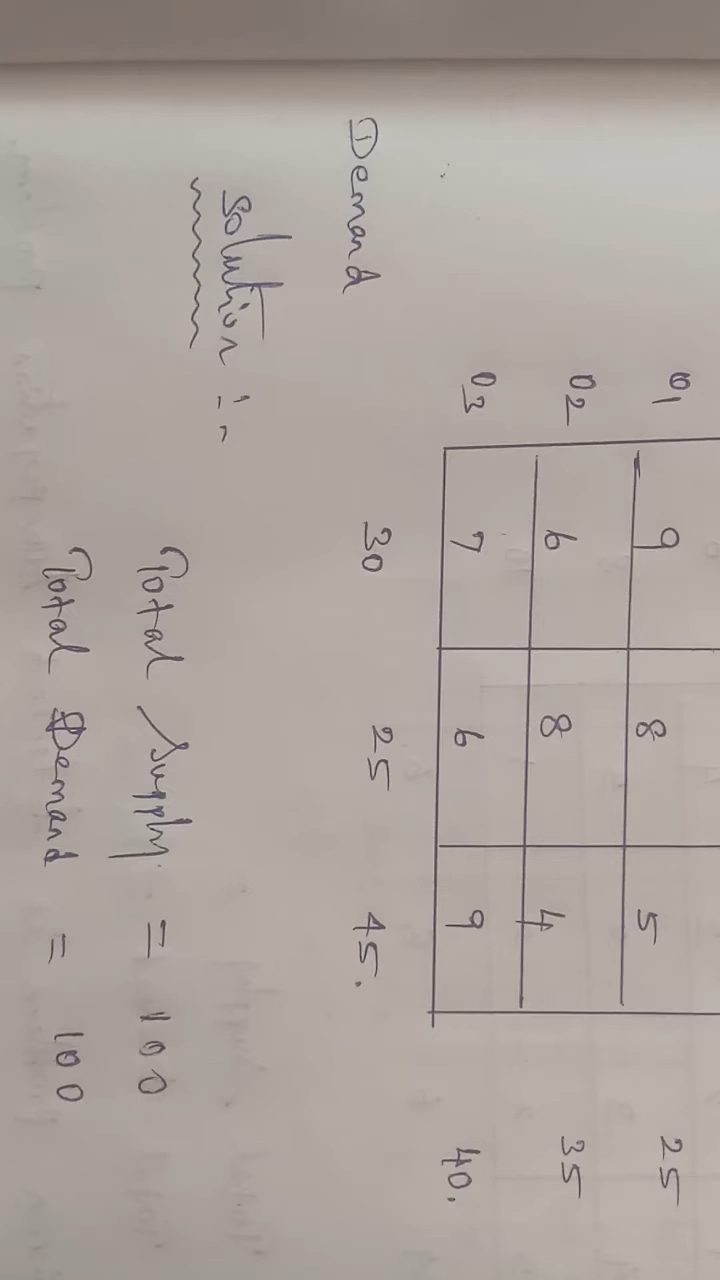 O1 9 8 5 25
O2 6 8 4 35
O3 7 6 9 40.
Demand 30 25 45.
Solution :-
Total Supply = 100
Total Demand = 100